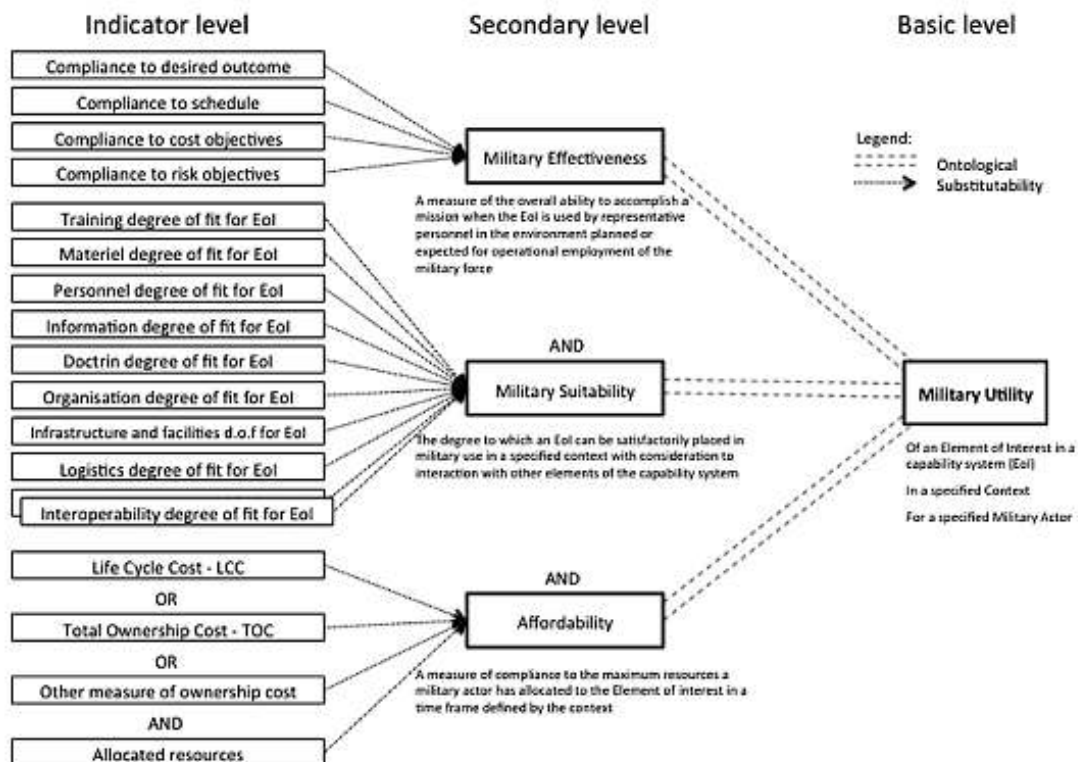 Indicator level
Secondary level
Basic level
Compliance to desired outcome
Compliance to schedule
Compliance to cost objectives
Compliance to risk objectives
Training degree of fit for EoI
Materiel degree of fit for EoI
Personnel degree of fit for EoI
Information degree of fit for EoI
Doctrin degree of fit for EoI
Organisation degree of fit for EoI
Infrastructure and facilities d.o.f for EoI
Logistics degree of fit for EoI
Interoperability degree of fit for EoI
Life Cycle Cost - LCC
OR
Total Ownership Cost - TOC
OR
Other measure of ownership cost
AND
Allocated resources
Military Effectiveness
A measure of the overall ability to accomplish a
mission when the EoI is used by representative
personnel in the environment planned or
expected for operational employment of the
military force
AND
Military Suitability
The degree to which an EoI can be satisfactorily placed in
military use in a specified context with consideration to
interaction with other elements of the capability system
AND
Affordability
A measure of compliance to the maximum resources a
military actor has allocated to the Element of interest in a
time frame defined by the context
Legend:
Ontological
Substitutability
Military Utility
Of an Element of Interest in a
capability system (EoI)
In a specified Context
For a specified Military Actor